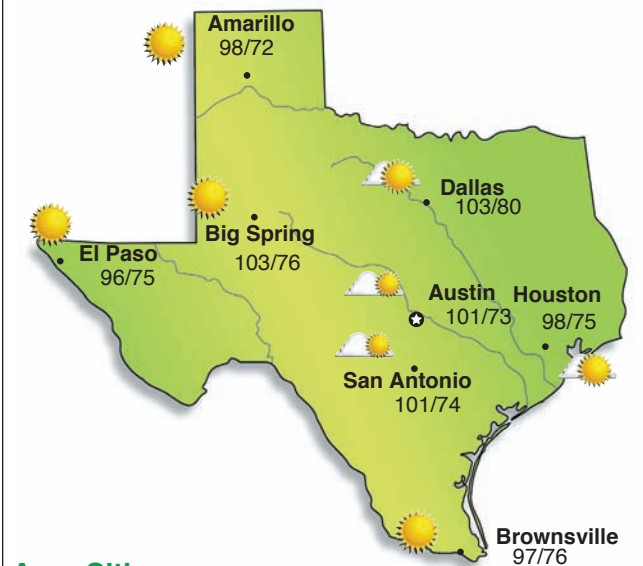 Amarillo
98/72
Dallas
103/80
Big Spring
103/76
El Paso
96/75
Austin
101/73
Houston
98/75
San Antonio
101/74
Brownsville
97/76